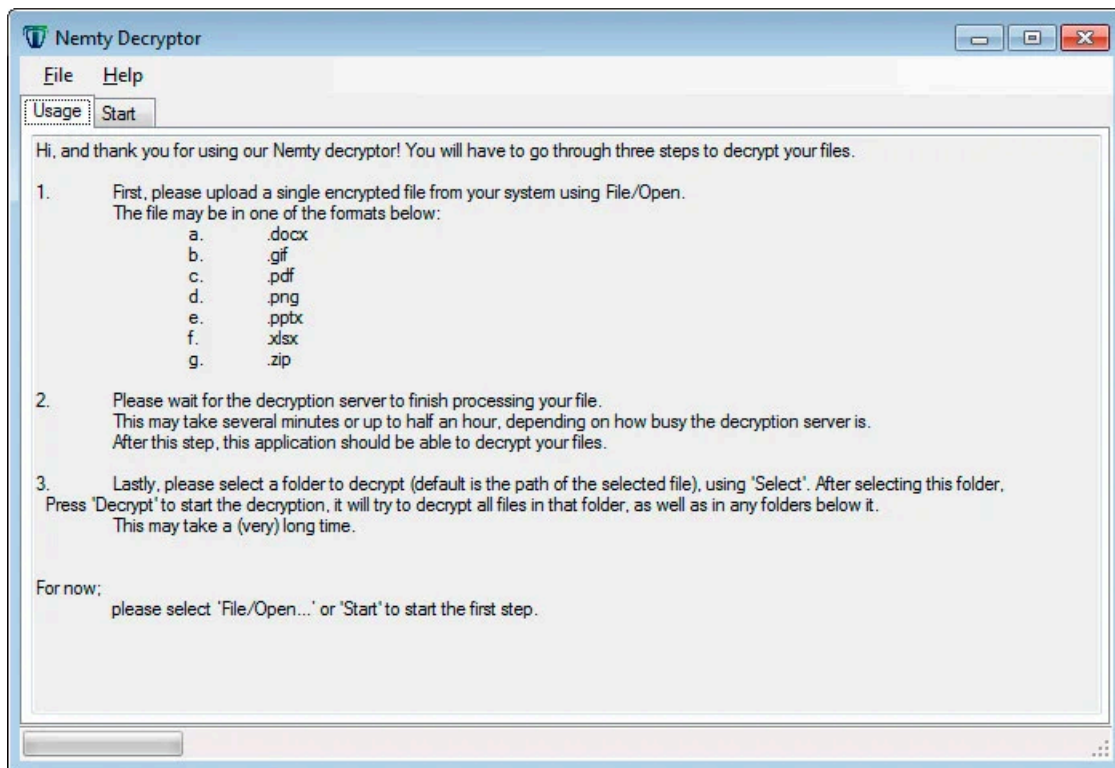 Nemty Decryptor
File Help
Usage Start
Hi, and thank you for using our Nemty decryptor! You will have to go through three steps to decrypt your files.
1. First, please upload a single encrypted file from your system using File/Open.
The file may be in one of the formats below:
a. .docx
b. .gif
c. .pdf
d. .png
e. .pptx
f. .xlsx
g. .zip
2. Please wait for the decryption server to finish processing your file.
This may take several minutes or up to half an hour, depending on how busy the decryption server is.
After this step, this application should be able to decrypt your files.
3. Lastly, please select a folder to decrypt (default is the path of the selected file), using 'Select'. After selecting this folder,
Press 'Decrypt' to start the decryption, it will try to decrypt all files in that folder, as well as in any folders below it.
This may take a (very) long time.
For now;
please select 'File/Open...' or 'Start' to start the first step.